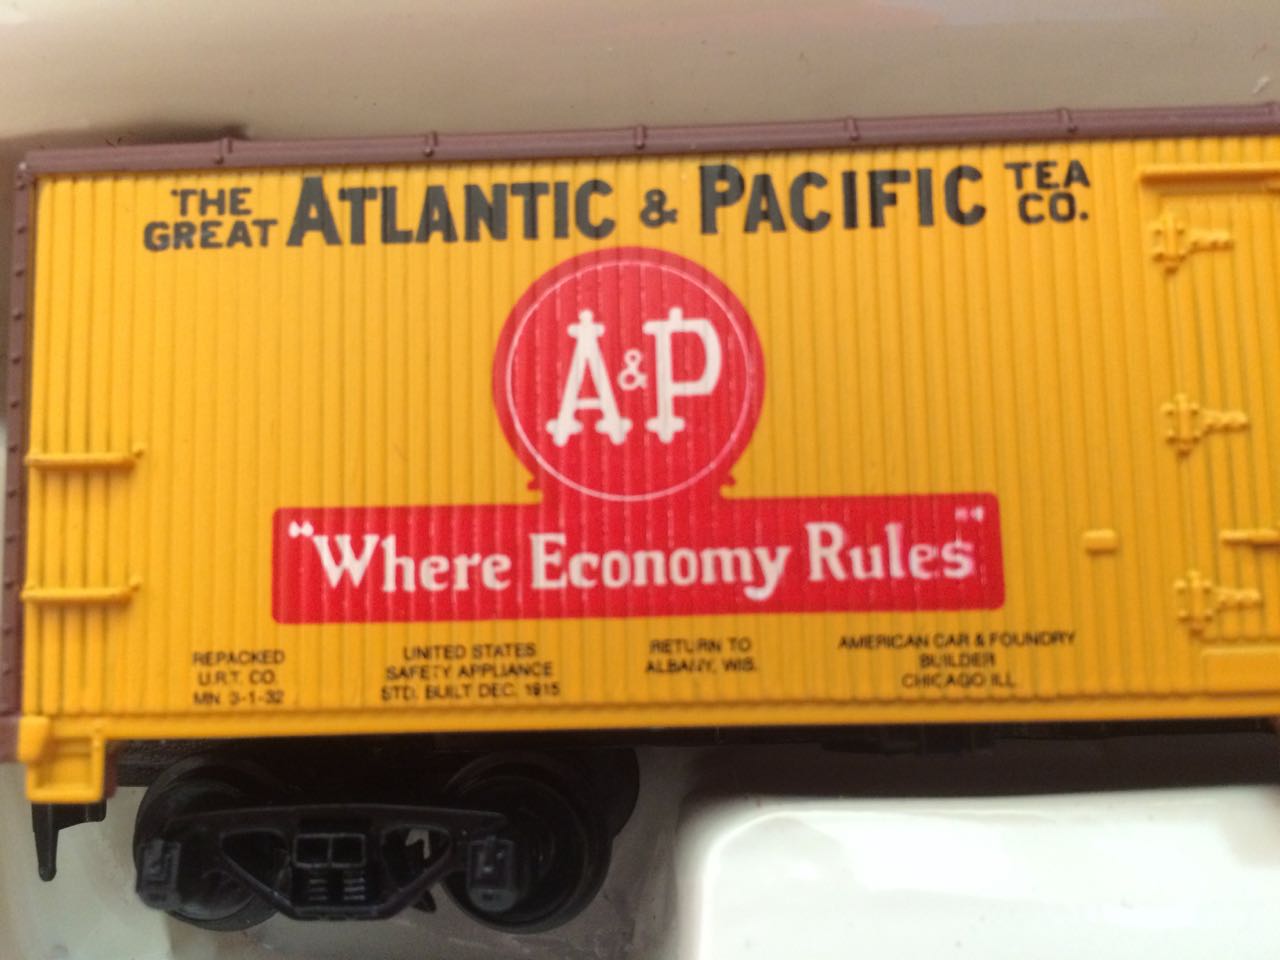 THE GREAT ATLANTIC & PACIFIC TEA CO.
A&P
"Where Economy Rules"
REPACKED
U.R.T. CO.
MN 3-1-32
UNITED STATES
SAFETY APPLIANCE
STD. BUILT DEC. 1915
RETURN TO
ALBANY, WIS.
AMERICAN CAR & FOUNDRY
BUILDER
CHICAGO ILL